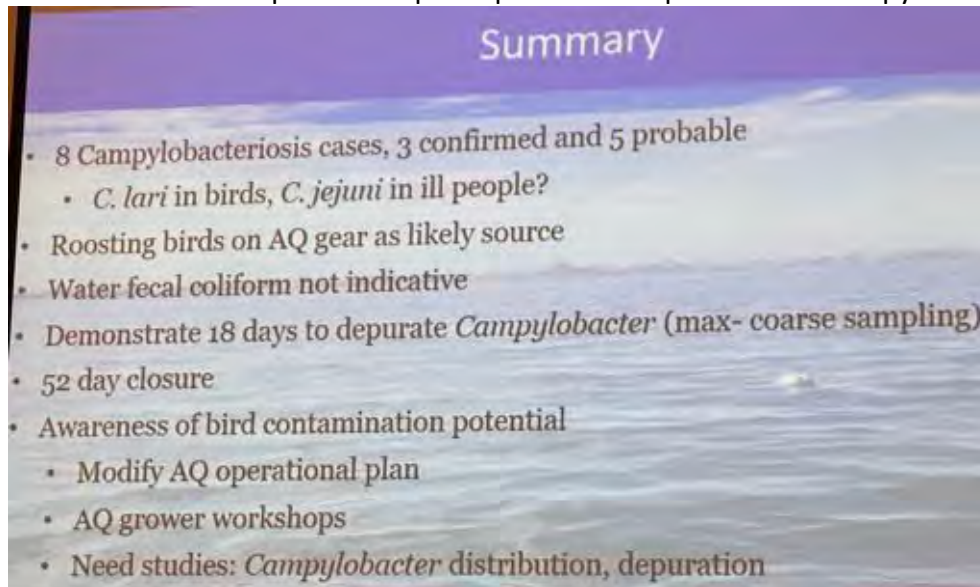 Summary
• 8 Campylobacteriosis cases, 3 confirmed and 5 probable
• C. lari in birds, C. jejuni in ill people?
• Roosting birds on AQ gear as likely source
• Water fecal coliform not indicative
• Demonstrate 18 days to depurate Campylobacter (max- coarse sampling)
• 52 day closure
• Awareness of bird contamination potential
• Modify AQ operational plan
• AQ grower workshops
• Need studies: Campylobacter distribution, depuration